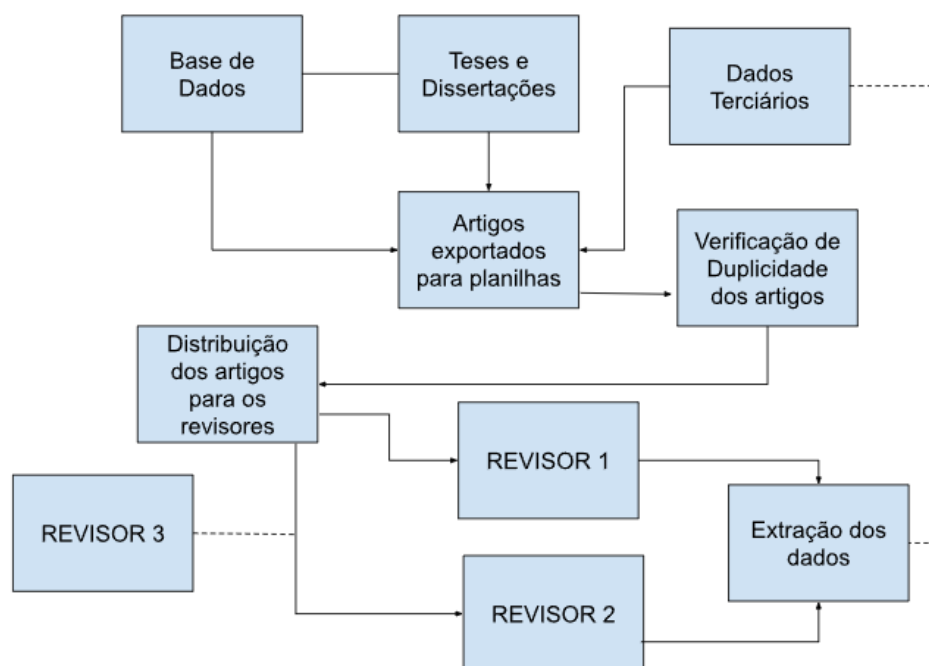 Base de
Dados
Teses e
Dissertações
Dados
Terciários
Artigos
exportados
para planilhas
Verificação de
Duplicidade
dos artigos
Distribuição
dos artigos
para os
revisores
REVISOR 1
REVISOR 3
Extração dos
dados
REVISOR 2